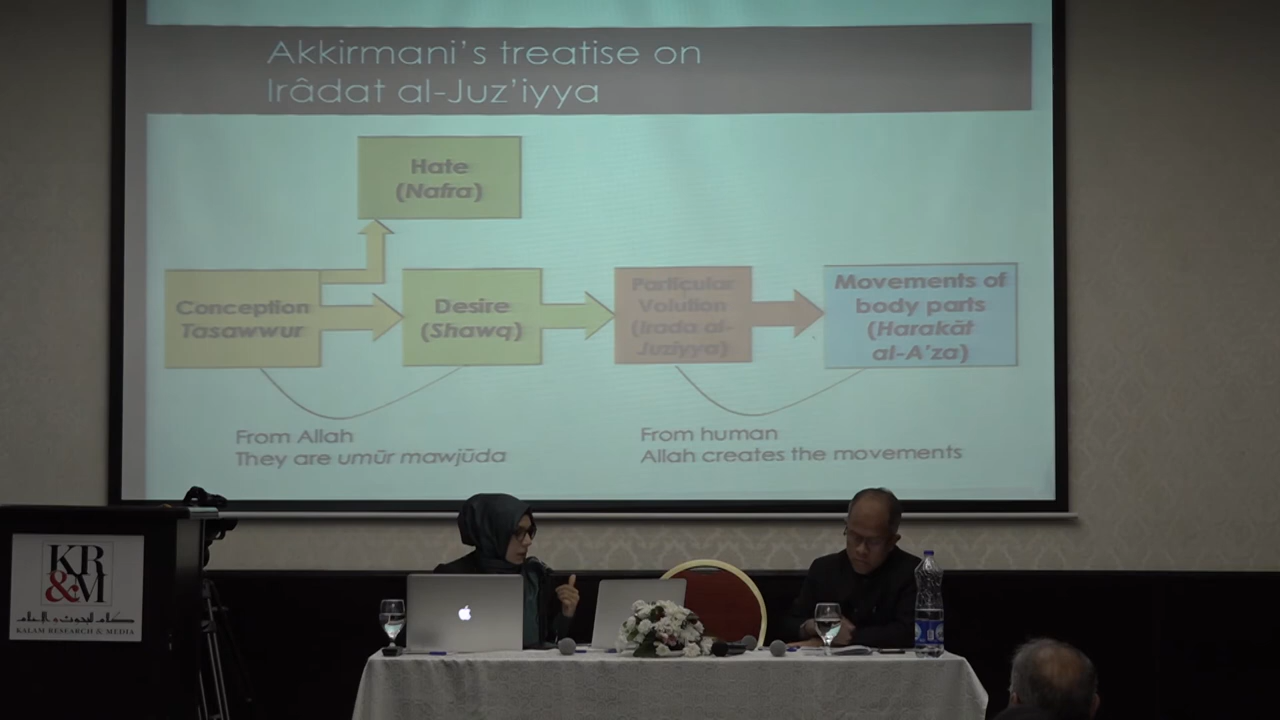 Akkirmani's treatise on
Irâdat al-Juz'iyya
Hate
(Nafra)
Conception
Tasawwur
Desire
(Shawq)
Particular
Volution
(Irada al-
Juziyya)
Movements of
body parts
(Harakāt
al-A'za)
From Allah
They are umūr mawjūda
From human
Allah creates the movements
KR
&M
KALAM RESEARCH & MEDIA